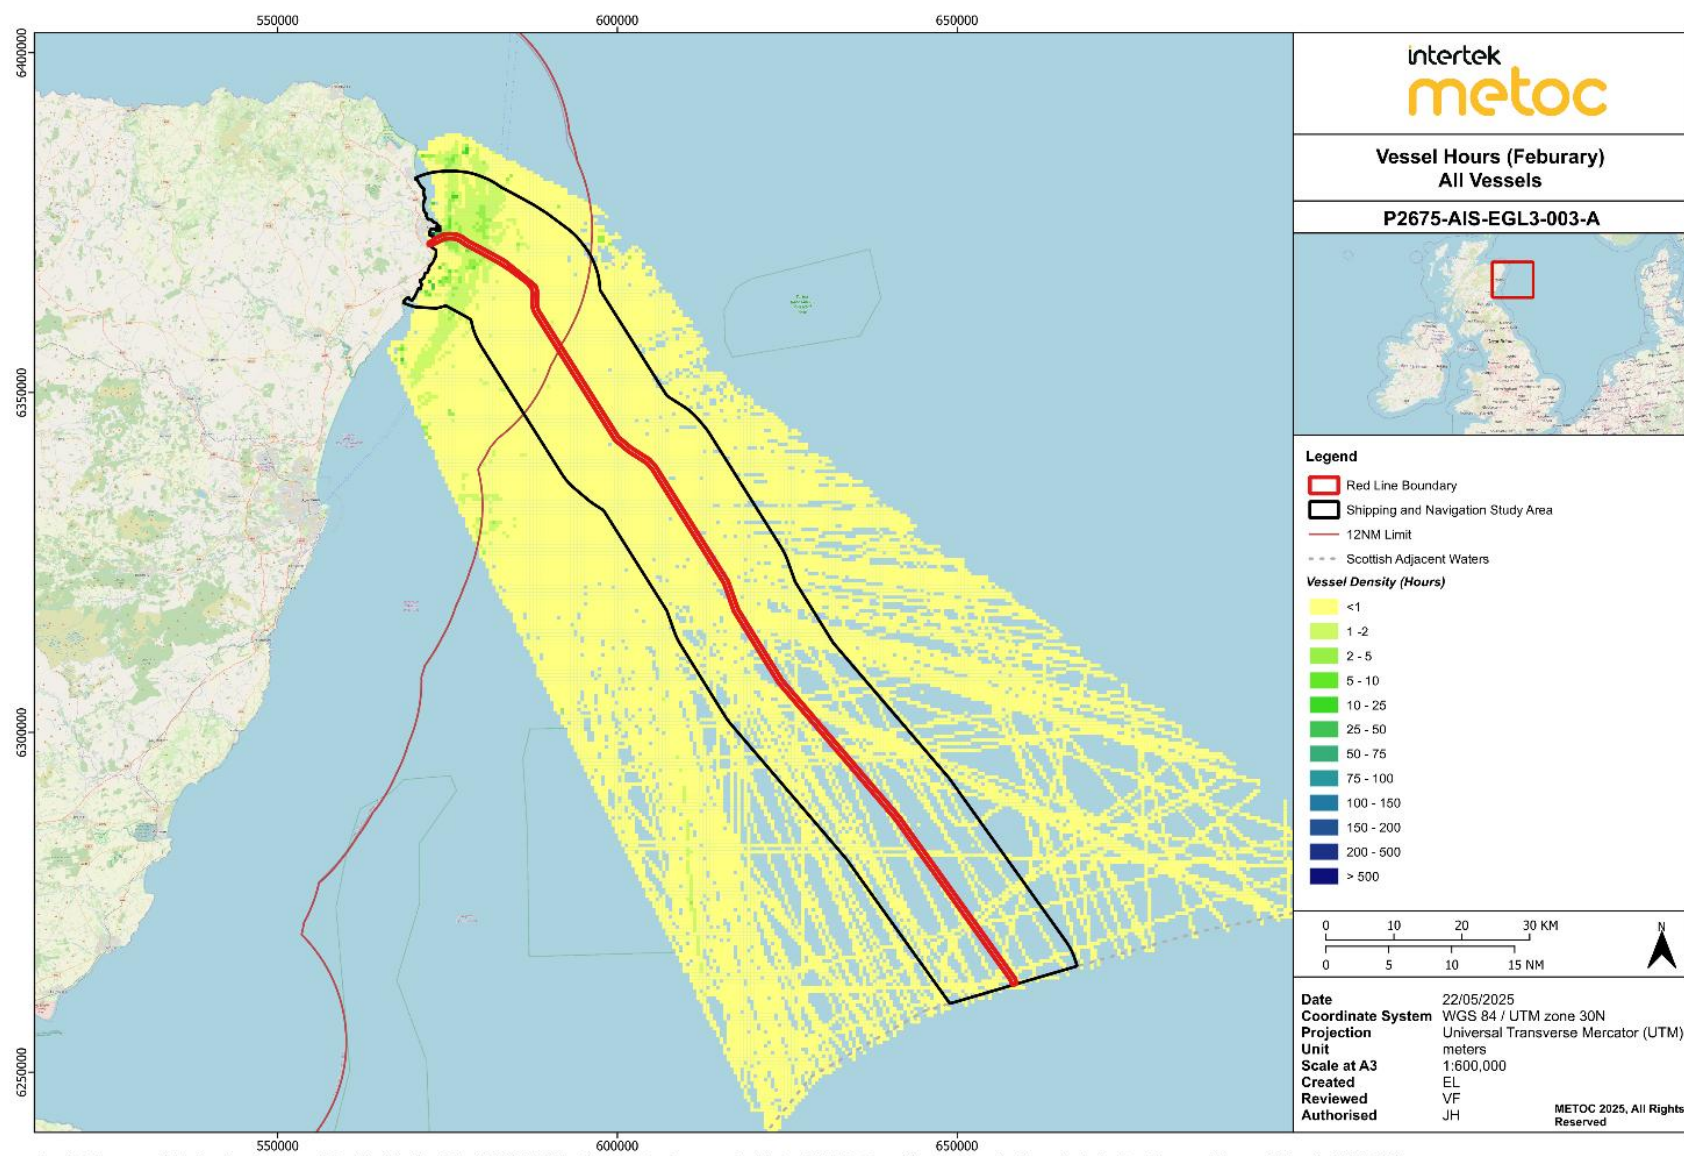 550000
600000
650000
6400000
6350000
6300000
6250000
550000
600000
650000
intertek
metoc
Vessel Hours (Feburary)
All Vessels
P2675-AIS-EGL3-003-A
Legend
Red Line Boundary
Shipping and Navigation Study Area
12NM Limit
Scottish Adjacent Waters
Vessel Density (Hours)
<1
1 -2
2 - 5
5 - 10
10 - 25
25 - 50
50 - 75
75 - 100
100 - 150
150 - 200
200 - 500
> 500
0 10 20 30 KM
0 5 10 15 NM
N
Date 22/05/2025
Coordinate System WGS 84 / UTM zone 30N
Projection Universal Transverse Mercator (UTM)
Unit meters
Scale at A3 1:600,000
Created EL
Reviewed VF
Authorised JH
METOC 2025, All Rights
Reserved